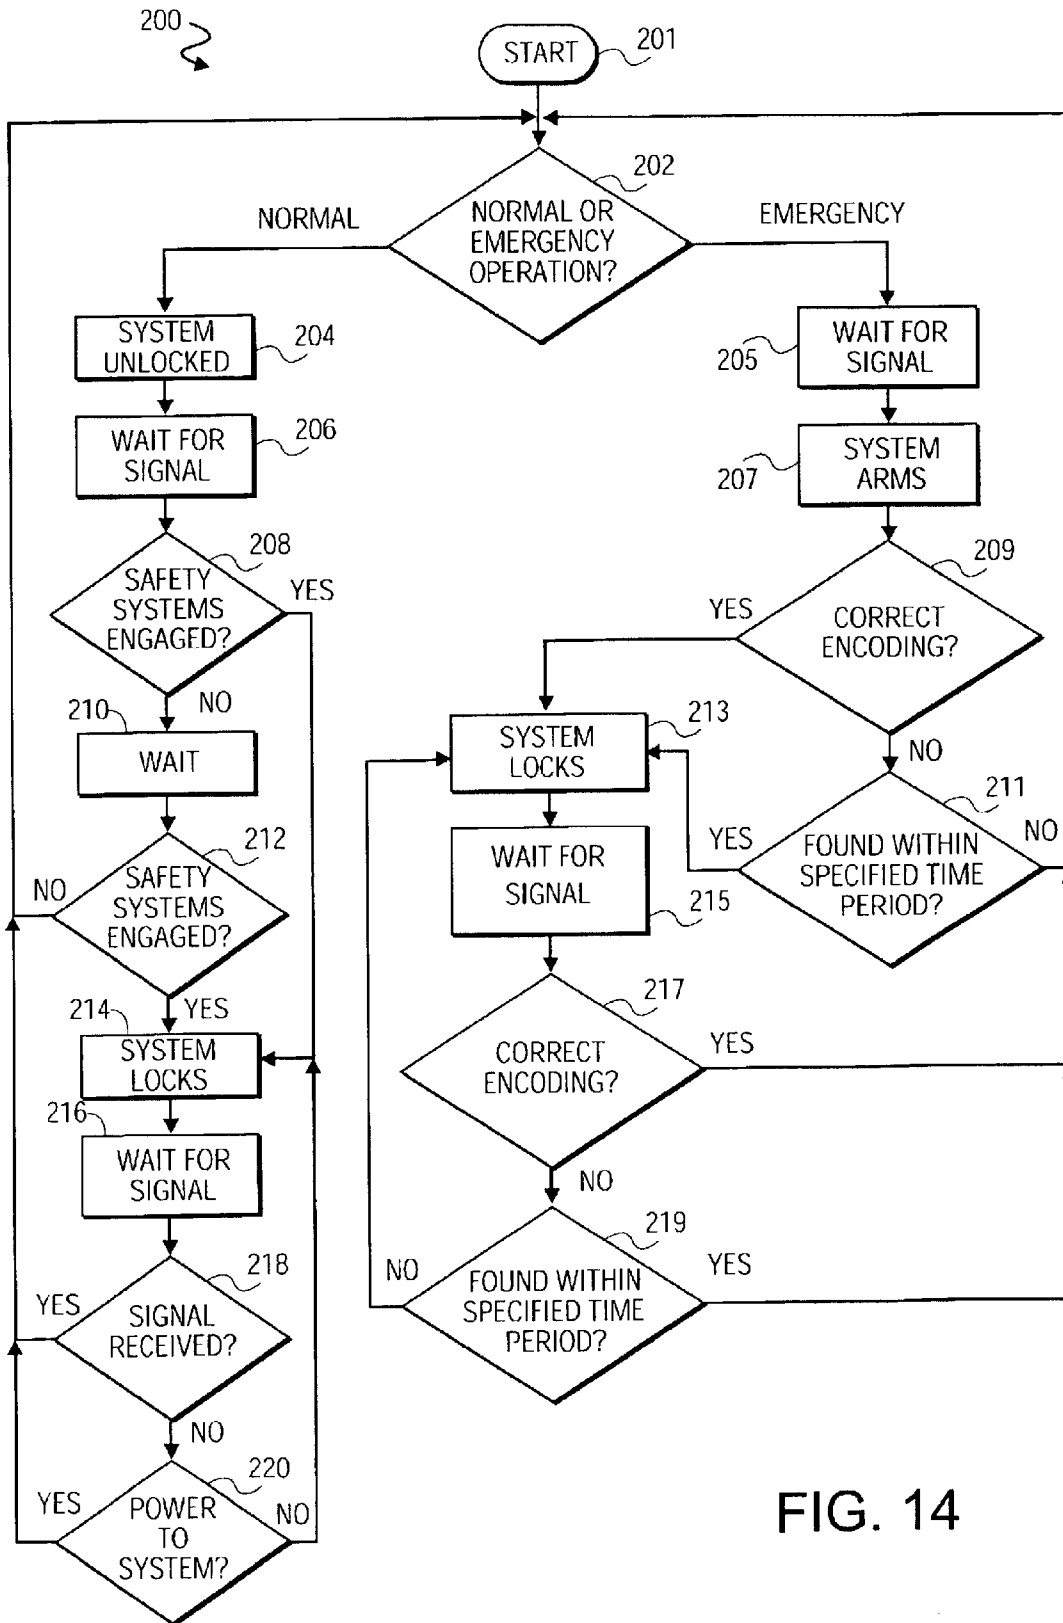 200
START
201
202
NORMAL OR
EMERGENCY
OPERATION?
NORMAL
EMERGENCY
SYSTEM
UNLOCKED
204
WAIT FOR
SIGNAL
206
208
SAFETY
SYSTEMS
ENGAGED?
YES
NO
210
WAIT
212
SAFETY
SYSTEMS
ENGAGED?
NO
YES
214
SYSTEM
LOCKS
216
WAIT FOR
SIGNAL
218
SIGNAL
RECEIVED?
YES
NO
220
POWER
TO
SYSTEM?
YES
NO
205
WAIT FOR
SIGNAL
207
SYSTEM
ARMS
209
CORRECT
ENCODING?
YES
NO
211
FOUND WITHIN
SPECIFIED TIME
PERIOD?
YES
NO
213
SYSTEM
LOCKS
WAIT FOR
SIGNAL
215
217
CORRECT
ENCODING?
YES
NO
219
FOUND WITHIN
SPECIFIED TIME
PERIOD?
NO
YES
FIG. 14